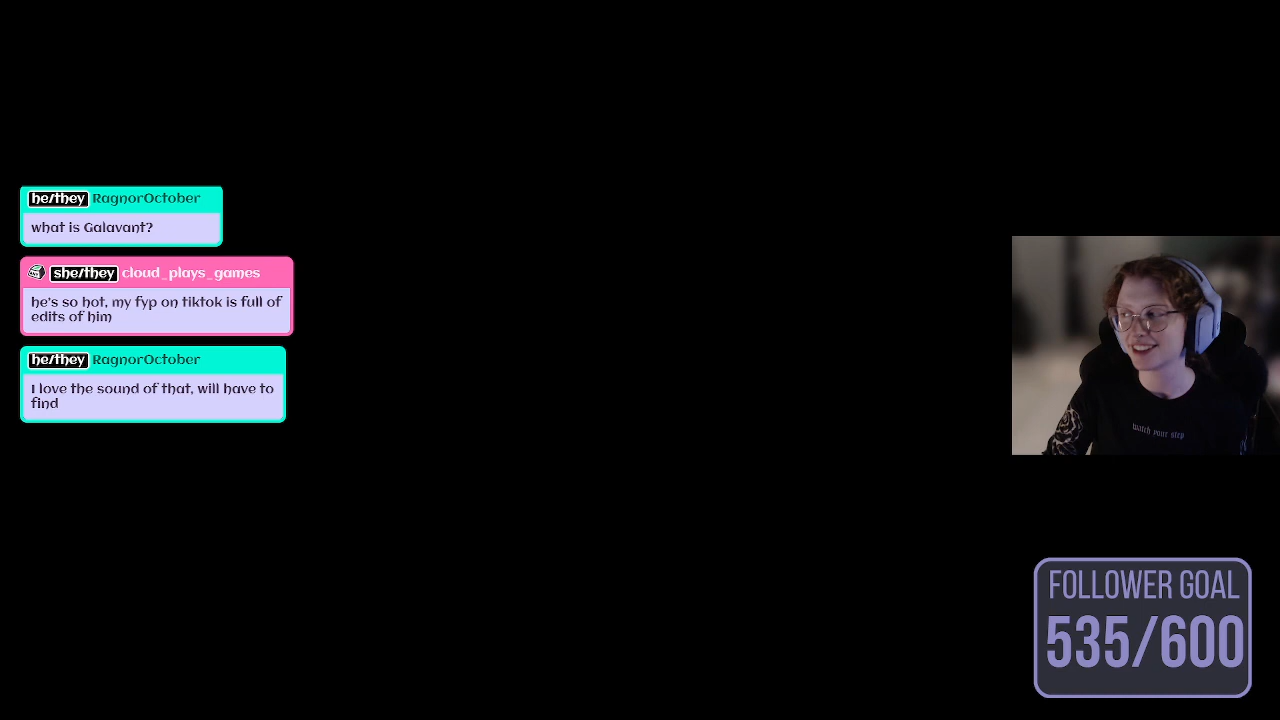 he/they RagnorOctober
what is Galavant?
she/they cloud_plays_games
he's so hot, my fyp on tiktok is full of
edits of him
he/they RagnorOctober
I love the sound of that, will have to
find
watch your step
FOLLOWER GOAL
535/600